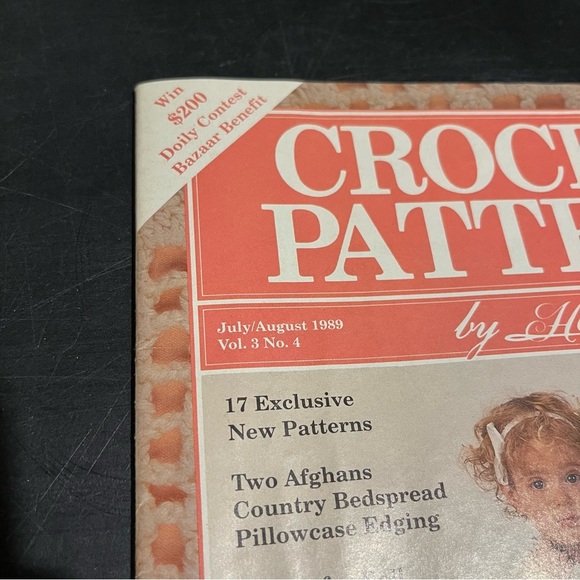 Win
$200
Doily Contest
Bazaar Benefit
CROC
PATT
July/August 1989
Vol. 3 No. 4
by
17 Exclusive
New Patterns
Two Afghans
Country Bedspread
Pillowcase Edging